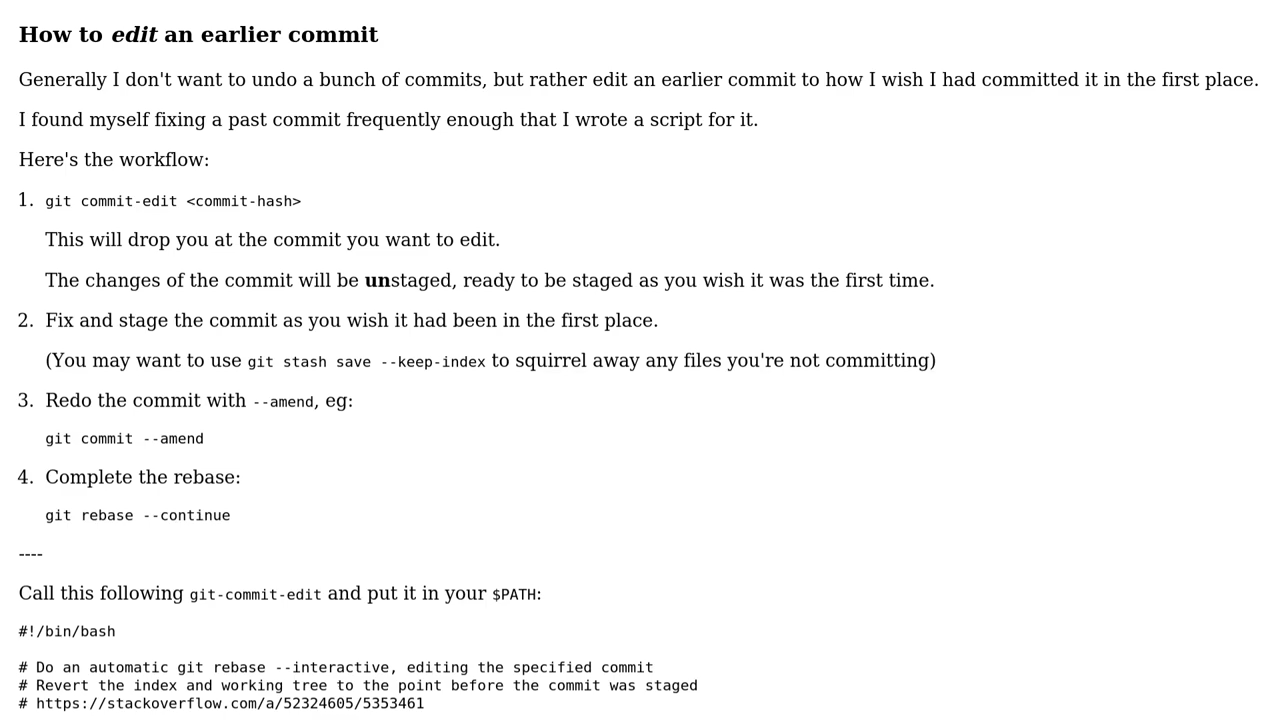 How to edit an earlier commit
Generally I don't want to undo a bunch of commits, but rather edit an earlier commit to how I wish I had committed it in the first place.
I found myself fixing a past commit frequently enough that I wrote a script for it.
Here's the workflow:
1. git commit-edit <commit-hash>
This will drop you at the commit you want to edit.
The changes of the commit will be unstaged, ready to be staged as you wish it was the first time.
2. Fix and stage the commit as you wish it had been in the first place.
(You may want to use git stash save --keep-index to squirrel away any files you're not committing)
3. Redo the commit with --amend, eg:
git commit --amend
4. Complete the rebase:
git rebase --continue
----
Call this following git-commit-edit and put it in your $PATH:
#!/bin/bash
# Do an automatic git rebase --interactive, editing the specified commit
# Revert the index and working tree to the point before the commit was staged
# https://stackoverflow.com/a/52324605/5353461